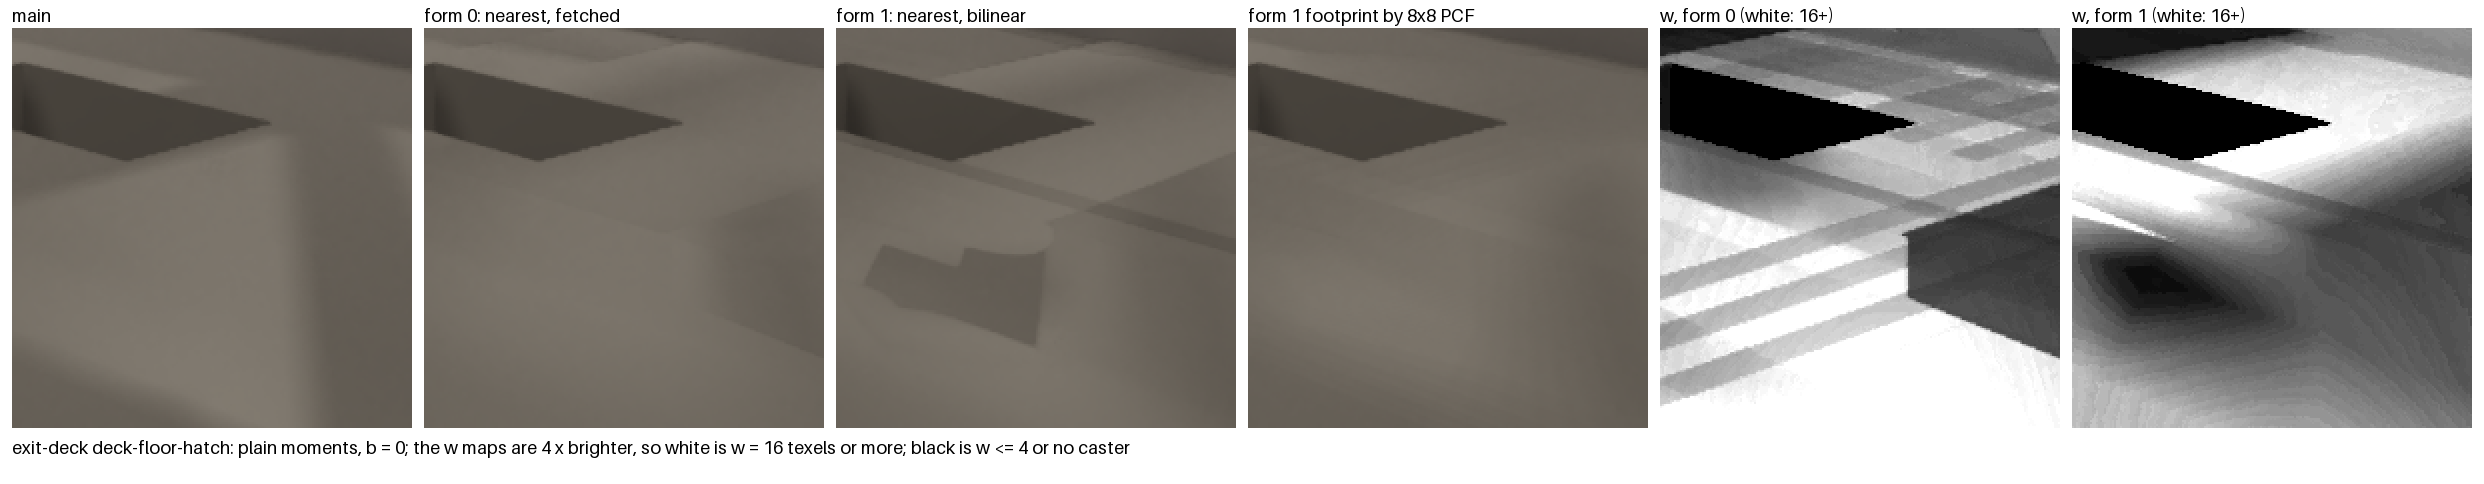 main
form 0: nearest, fetched
form 1: nearest, bilinear
form 1 footprint by 8x8 PCF
w, form 0 (white: 16+)
w, form 1 (white: 16+)
exit-deck deck-floor-hatch: plain moments, b = 0; the w maps are 4 x brighter, so white is w = 16 texels or more; black is w <= 4 or no caster